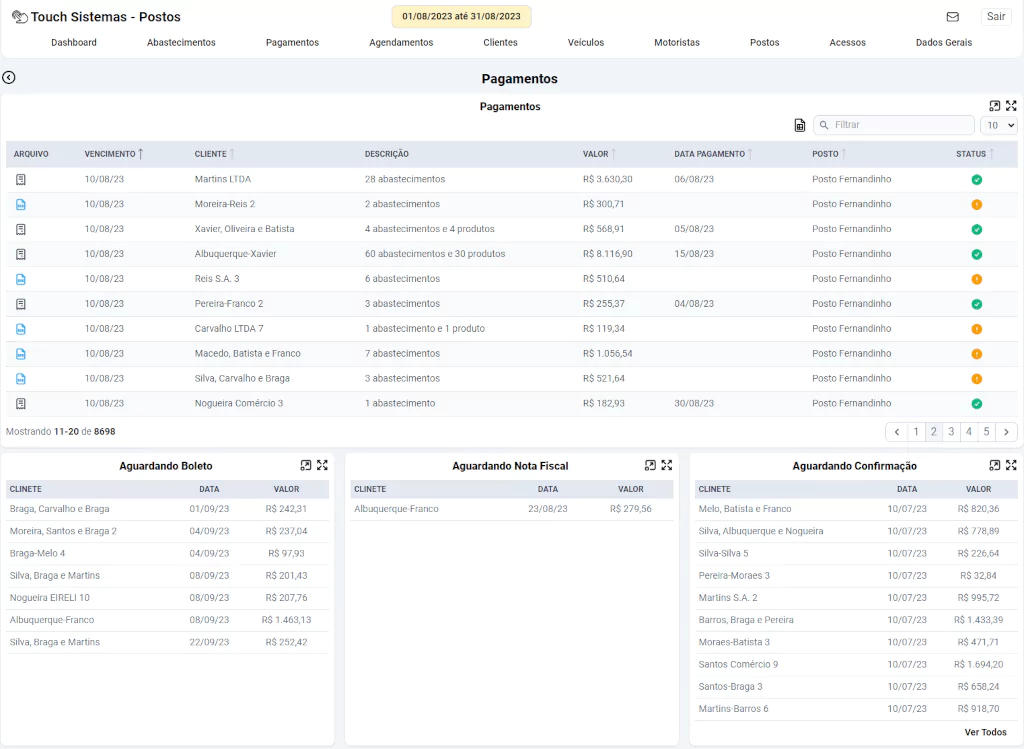 Touch Sistemas - Postos
01/08/2023 até 31/08/2023
Sair
Dashboard Abastecimentos Pagamentos Agendamentos Clientes Veículos Motoristas Postos Acessos Dados Gerais
Pagamentos
Pagamentos
Filtrar
10
ARQUIVO VENCIMENTO CLIENTE DESCRIÇÃO VALOR DATA PAGAMENTO POSTO STATUS
10/08/23 Martins LTDA 28 abastecimentos R$ 3.630,30 06/08/23 Posto Fernandinho
10/08/23 Moreira-Reis 2 2 abastecimentos R$ 300,71 Posto Fernandinho
10/08/23 Xavier, Oliveira e Batista 4 abastecimentos e 4 produtos R$ 568,91 05/08/23 Posto Fernandinho
10/08/23 Albuquerque-Xavier 60 abastecimentos e 30 produtos R$ 8.116,90 15/08/23 Posto Fernandinho
10/08/23 Reis S.A. 3 6 abastecimentos R$ 510,64 Posto Fernandinho
10/08/23 Pereira-Franco 2 3 abastecimentos R$ 255,37 04/08/23 Posto Fernandinho
10/08/23 Carvalho LTDA 7 1 abastecimento e 1 produto R$ 119,34 Posto Fernandinho
10/08/23 Macedo, Batista e Franco 7 abastecimentos R$ 1.056,54 Posto Fernandinho
10/08/23 Silva, Carvalho e Braga 3 abastecimentos R$ 521,64 Posto Fernandinho
10/08/23 Nogueira Comércio 3 1 abastecimento R$ 182,93 30/08/23 Posto Fernandinho
Mostrando 11-20 de 8698
1 2 3 4 5
Aguardando Boleto
CLINETE DATA VALOR
Braga, Carvalho e Braga 01/09/23 R$ 242,31
Moreira, Santos e Braga 2 04/09/23 R$ 237,04
Braga-Melo 4 04/09/23 R$ 97,93
Silva, Braga e Martins 08/09/23 R$ 201,43
Nogueira EIRELI 10 08/09/23 R$ 207,76
Albuquerque-Franco 08/09/23 R$ 1.463,13
Silva, Braga e Martins 22/09/23 R$ 252,42
Aguardando Nota Fiscal
CLINETE DATA VALOR
Albuquerque-Franco 23/08/23 R$ 279,56
Aguardando Confirmação
CLINETE DATA VALOR
Melo, Batista e Franco 10/07/23 R$ 820,36
Silva, Albuquerque e Nogueira 10/07/23 R$ 778,89
Silva-Silva 5 10/07/23 R$ 226,64
Pereira-Moraes 3 10/07/23 R$ 32,84
Martins S.A. 2 10/07/23 R$ 995,72
Barros, Braga e Pereira 10/07/23 R$ 1.433,39
Moraes-Batista 3 10/07/23 R$ 471,71
Santos Comércio 9 10/07/23 R$ 1.694,20
Santos-Braga 3 10/07/23 R$ 658,24
Martins-Barros 6 10/07/23 R$ 918,70
Ver Todos